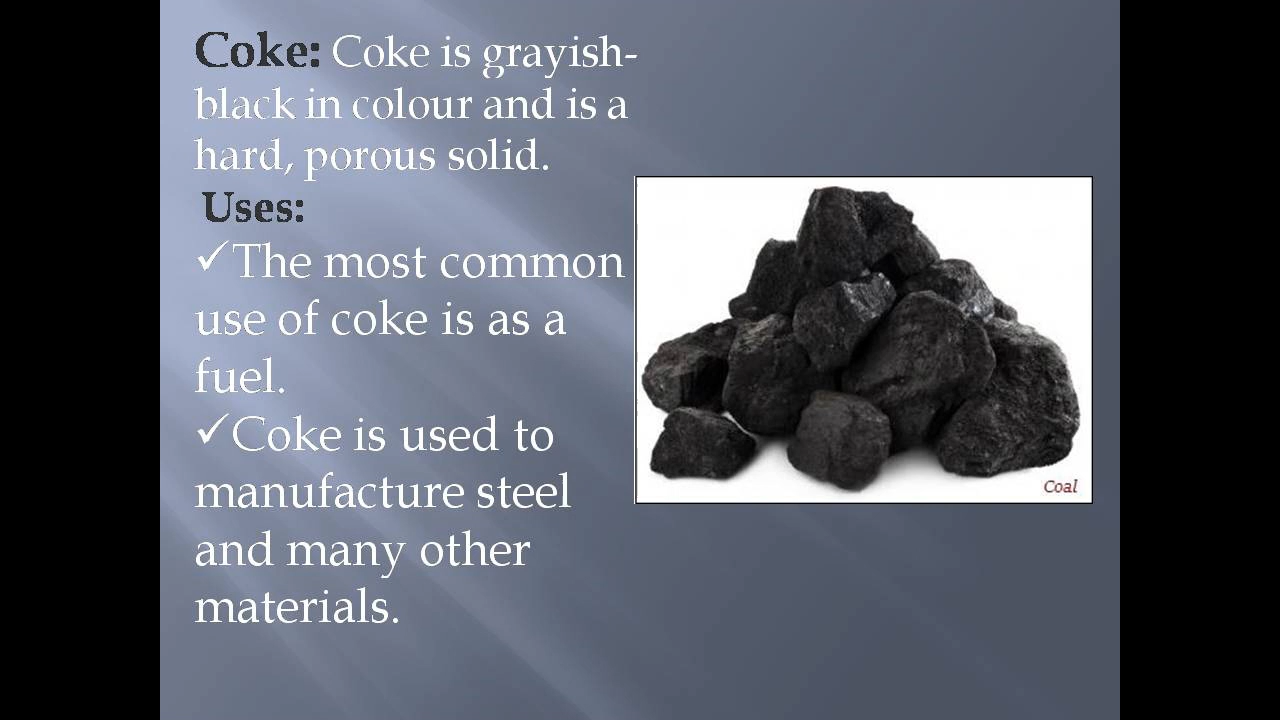 Coke: Coke is grayish-
black in colour and is a
hard, porous solid.
Uses:
✓The most common
use of coke is as a
fuel.
✓Coke is used to
manufacture steel
and many other
materials.
Coal